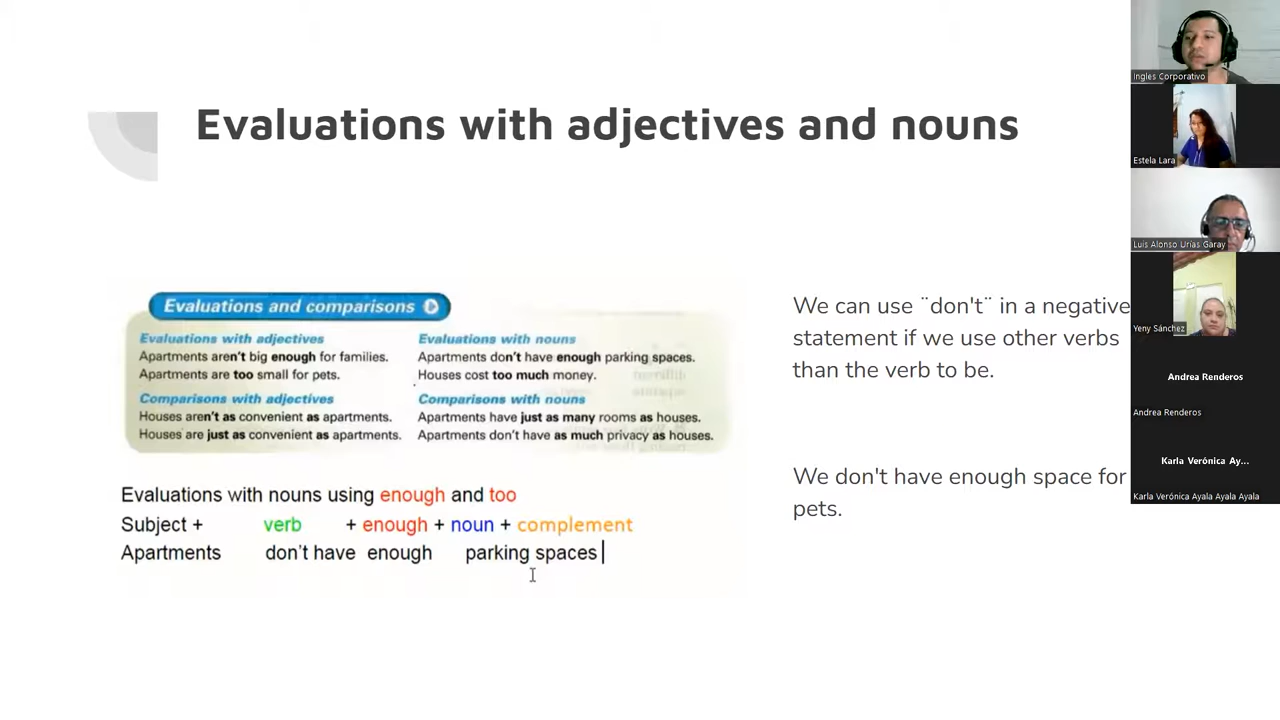 Evaluations with adjectives and nouns
Evaluations and comparisons
Evaluations with adjectives
Apartments aren't big enough for families.
Apartments are too small for pets.
Comparisons with adjectives
Houses aren't as convenient as apartments.
Houses are just as convenient as apartments.
Evaluations with nouns
Apartments don't have enough parking spaces.
Houses cost too much money.
Comparisons with nouns
Apartments have just as many rooms as houses.
Apartments don't have as much privacy as houses.
Evaluations with nouns using enough and too
Subject + verb + enough + noun + complement
Apartments don't have enough parking spaces
We can use ¨don't¨ in a negative
statement if we use other verbs
than the verb to be.
We don't have enough space for
pets.
Ingles Corporativo
Estela Lara
Luis Alonso Urías Garay
Yeny Sánchez
Andrea Renderos
Andrea Renderos
Karla Verónica Ay...
Karla Verónica Ayala Ayala Ayala